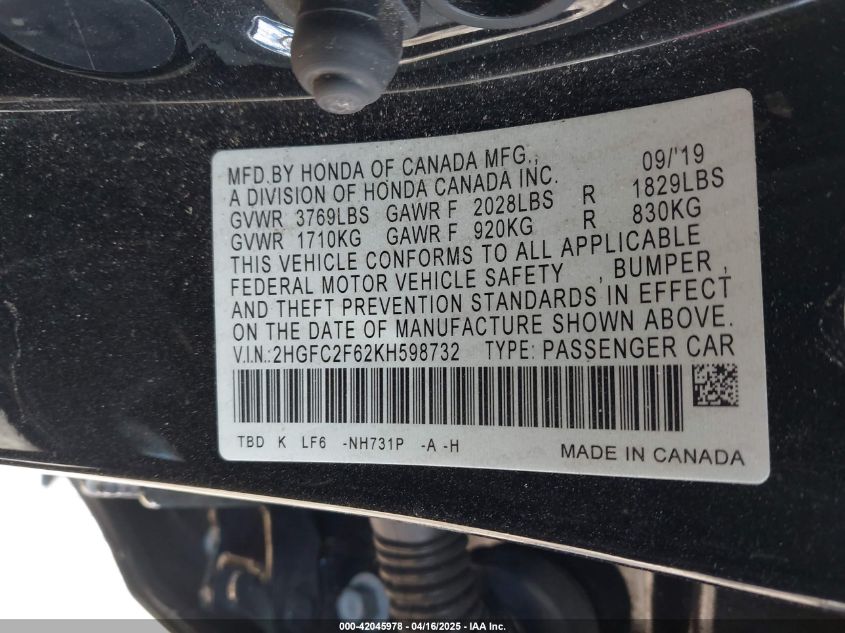 MFD.BY HONDA OF CANADA MFG., 09/'19
A DIVISION OF HONDA CANADA INC.
GVWR 3769LBS GAWR F 2028LBS R 1829LBS
GVWR 1710KG GAWR F 920KG R 830KG
THIS VEHICLE CONFORMS TO ALL APPLICABLE
FEDERAL MOTOR VEHICLE SAFETY , BUMPER ,
AND THEFT PREVENTION STANDARDS IN EFFECT
ON THE DATE OF MANUFACTURE SHOWN ABOVE.
V.I.N.:2HGFC2F62KH598732 TYPE: PASSENGER CAR
TBD K LF6 -NH731P -A -H
MADE IN CANADA
000-42045978 - 04/16/2025 - IAA Inc.